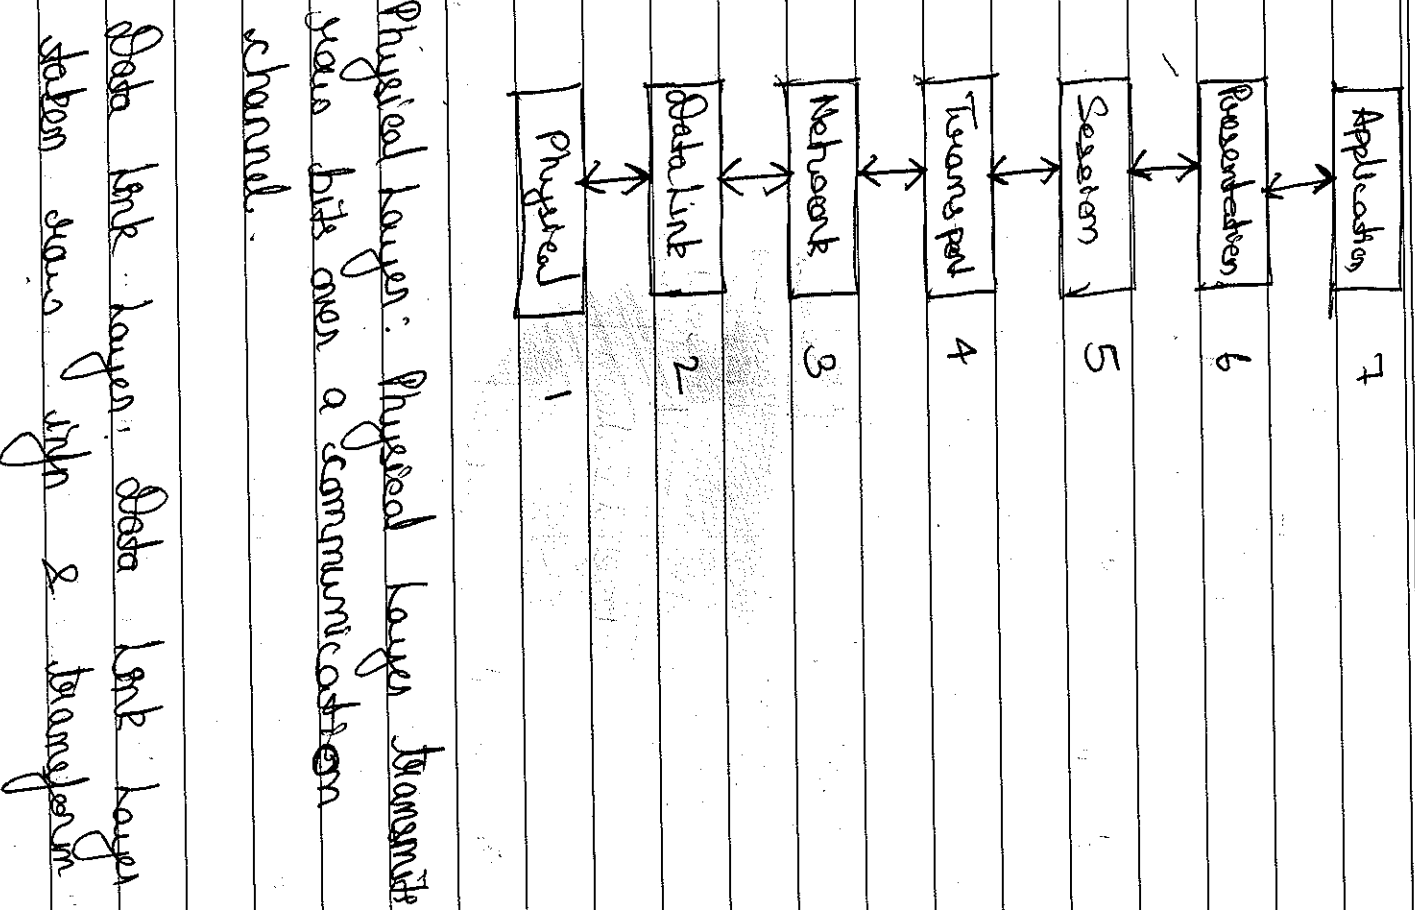 Application 7
Presentation 6
Session 5
Transport 4
Network 3
Data Link 2
Physical 1
Physical Layer: Physical Layer transmits
raw bits over a communication
channel.
Data Link Layer: Data Link Layer
taken raw infn & transform